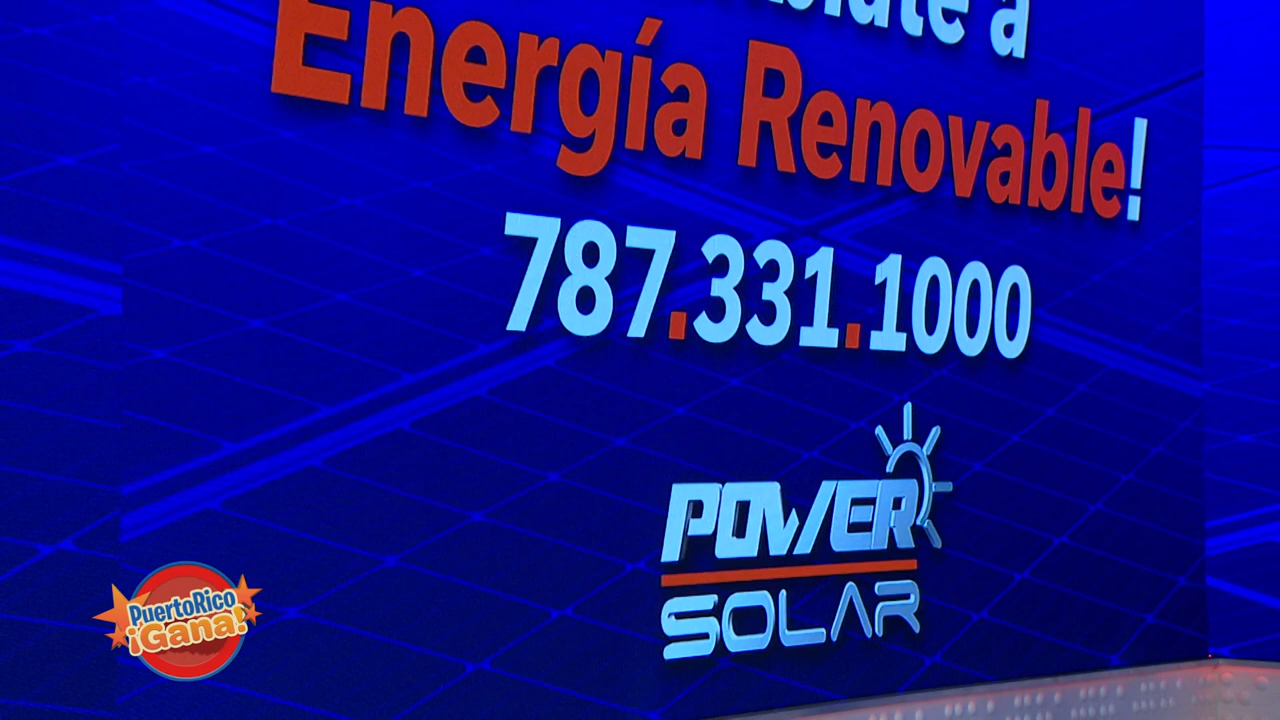 a
Energía Renovable!
787.331.1000
POWER
SOLAR
PuertoRico
¡Gana!